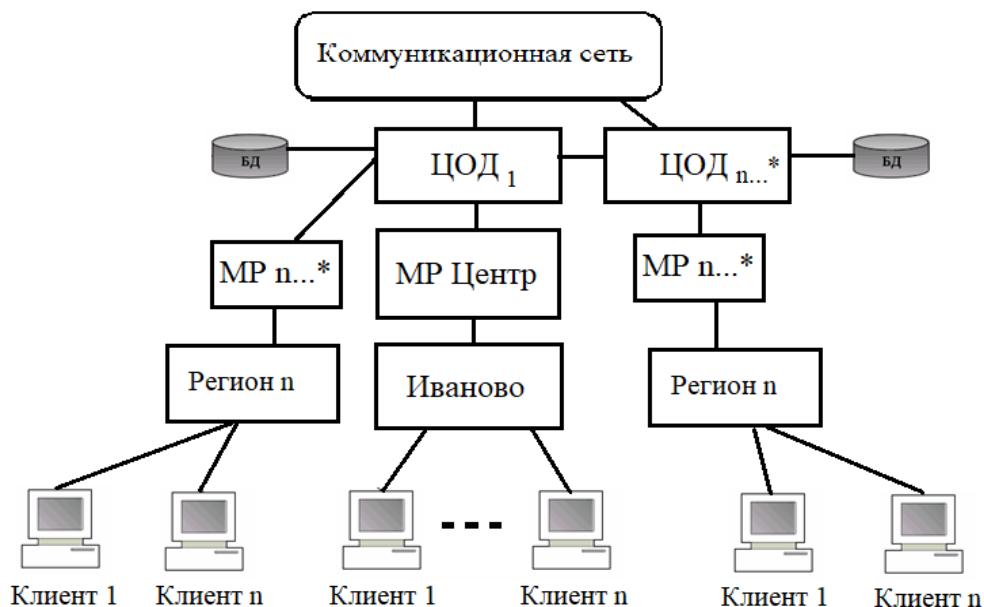 Коммуникационная сеть
БД
ЦОД 1
ЦОД n...*
БД
МР n...*
МР Центр
МР n...*
Регион n
Иваново
Регион n
Клиент 1
Клиент n
Клиент 1
Клиент n
Клиент 1
Клиент n